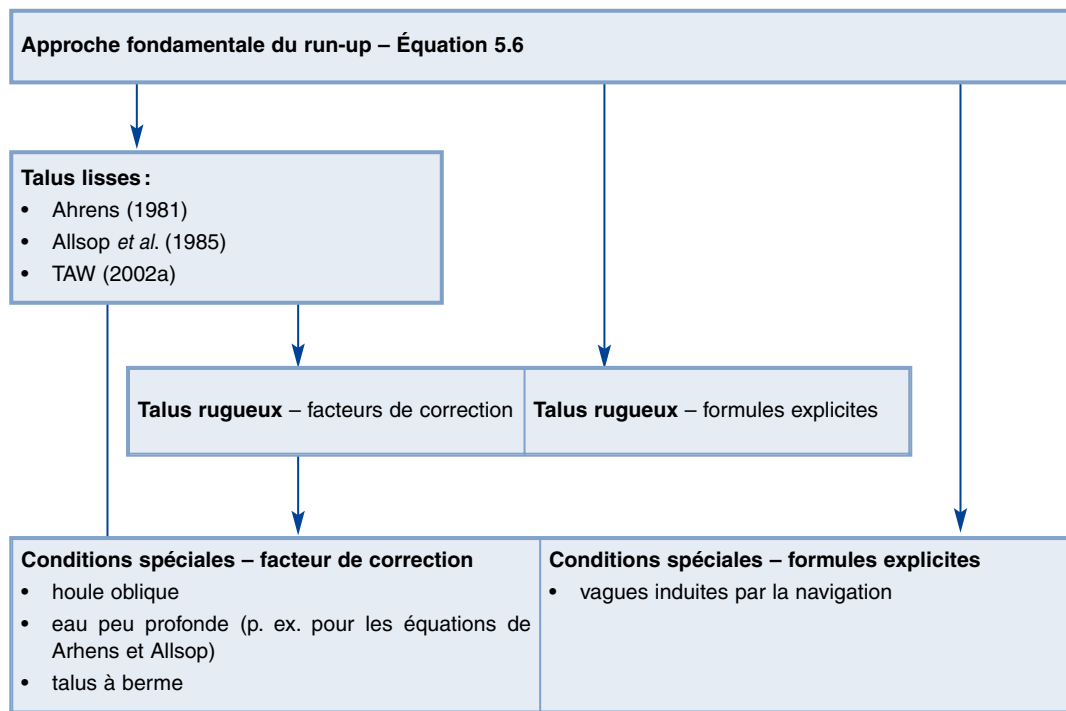 Approche fondamentale du run-up – Équation 5.6
Talus lisses :
• Ahrens (1981)
• Allsop et al. (1985)
• TAW (2002a)
Talus rugueux – facteurs de correction
Talus rugueux – formules explicites
Conditions spéciales – facteur de correction
• houle oblique
• eau peu profonde (p. ex. pour les équations de
Arhens et Allsop)
• talus à berme
Conditions spéciales – formules explicites
• vagues induites par la navigation